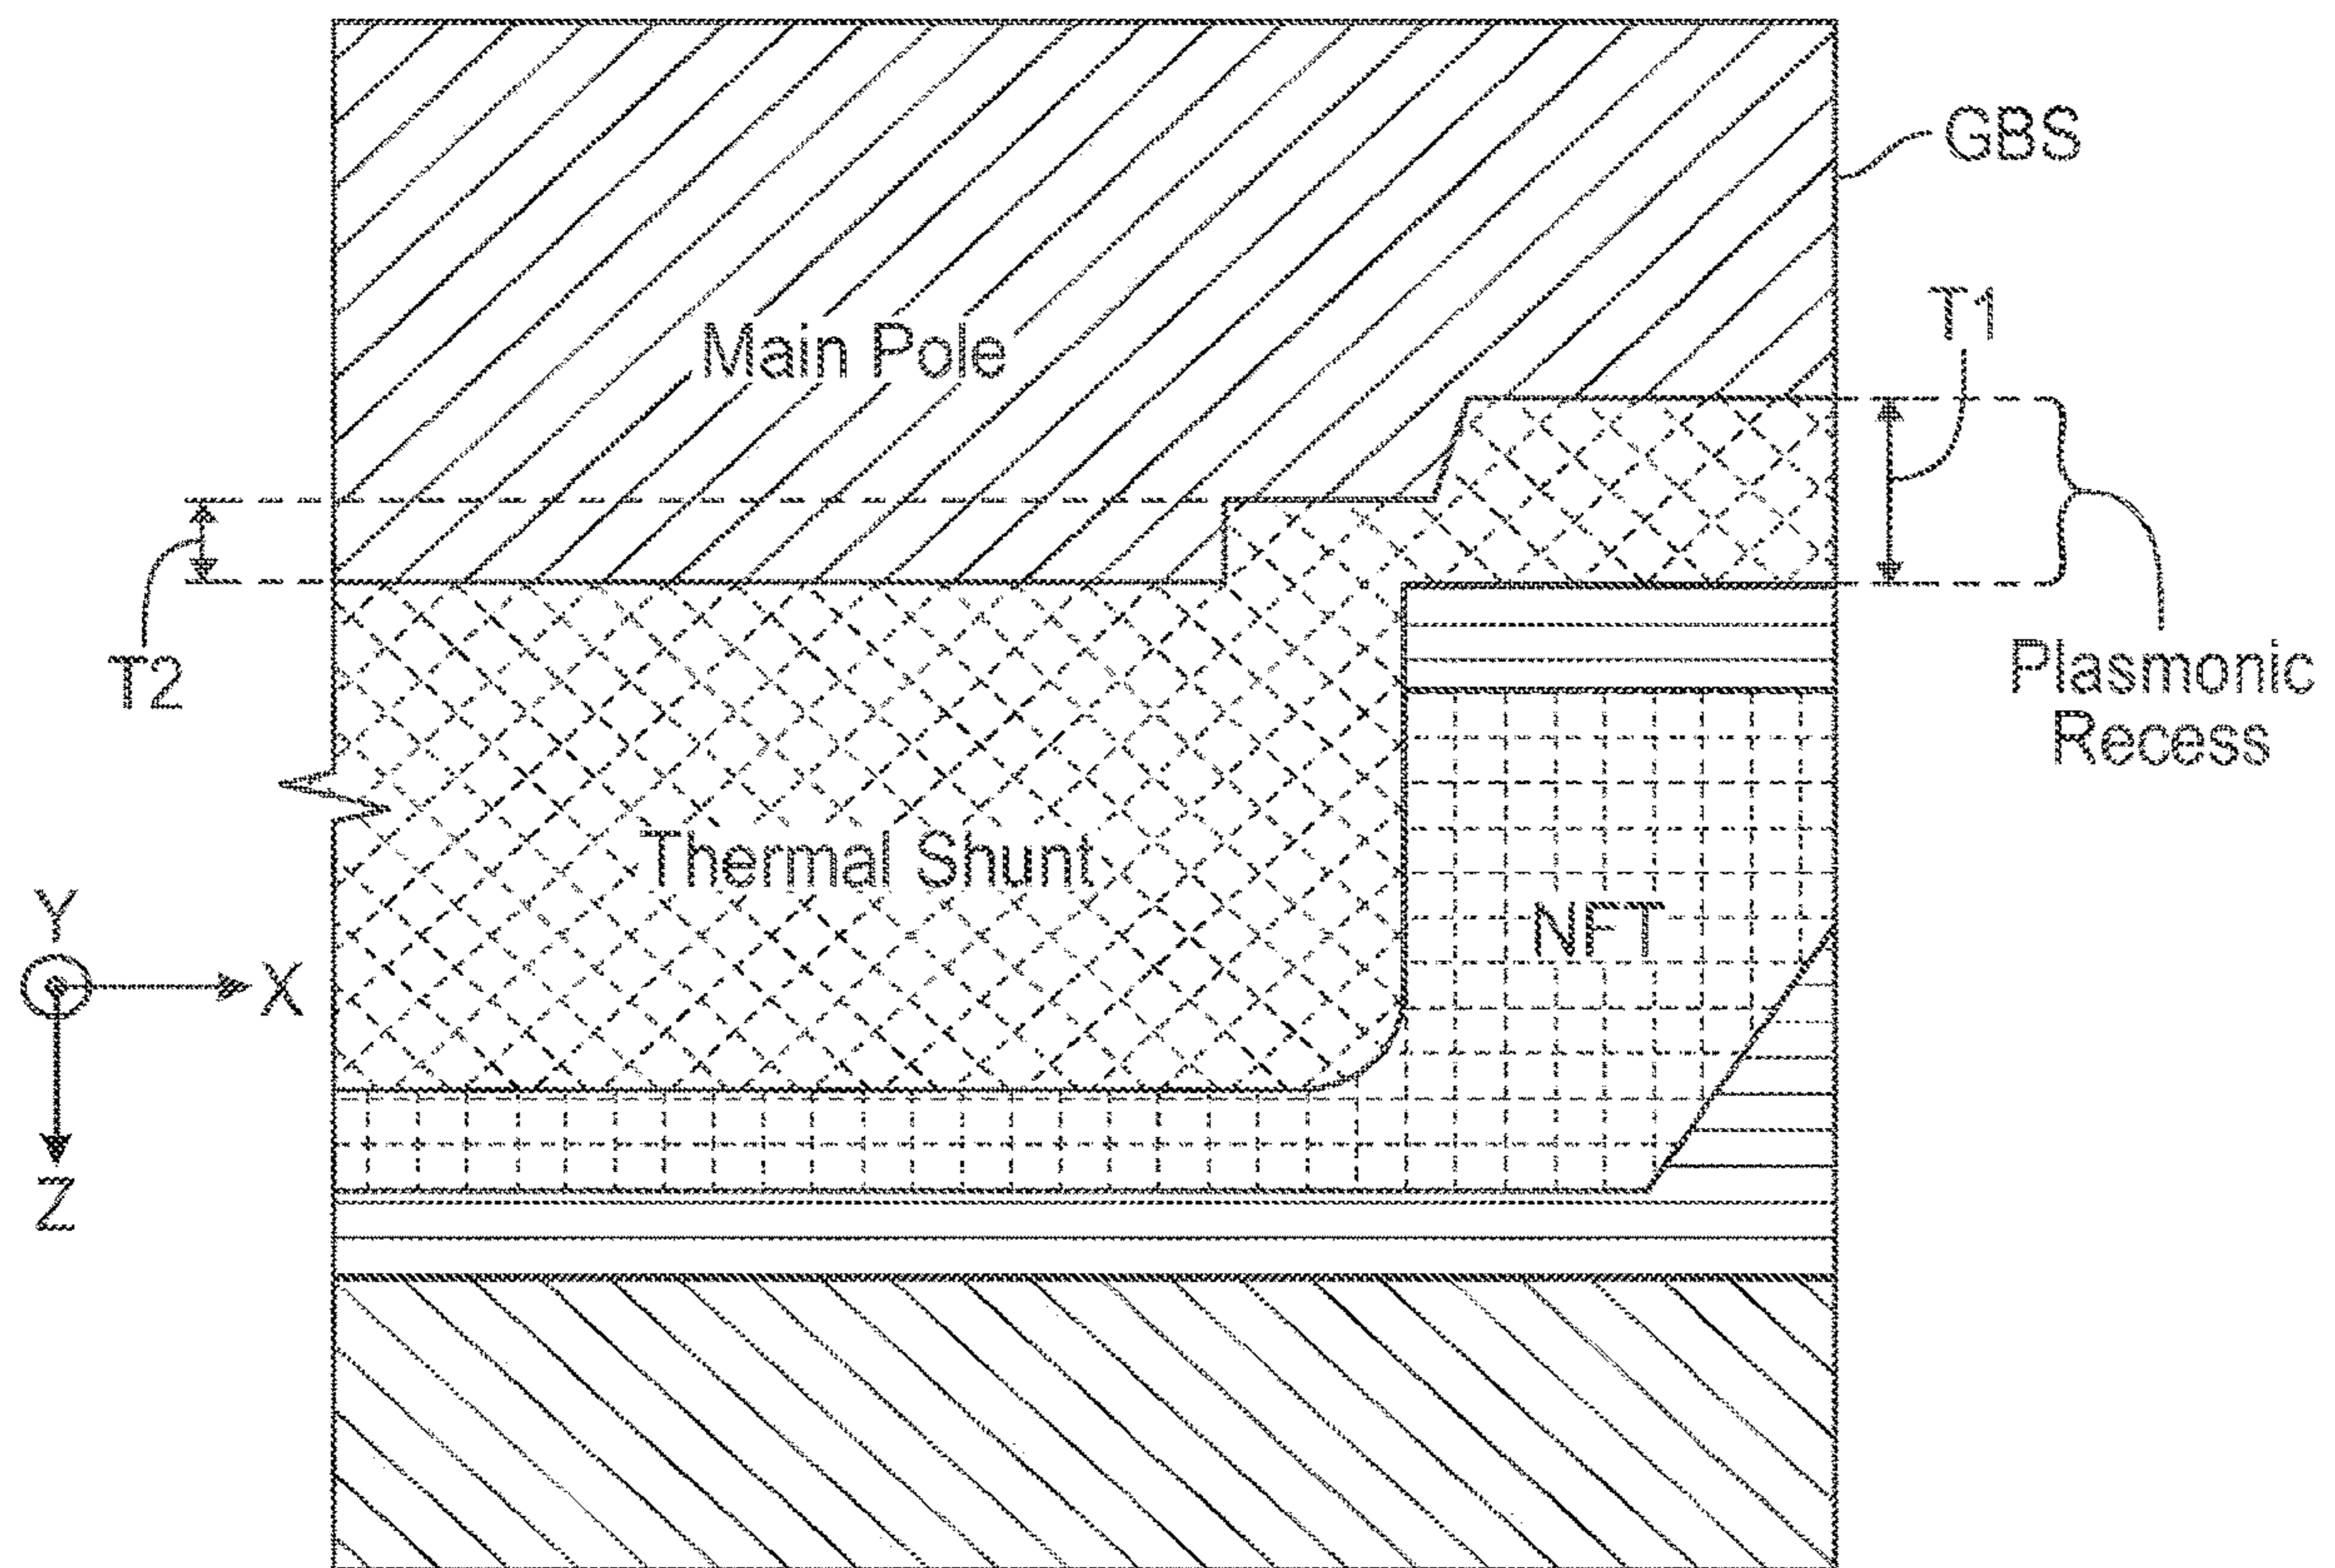 GBS
T1
Main Pole
T2
Plasmonic
Recess
Thermal Shunt
NFT
Y
X
Z